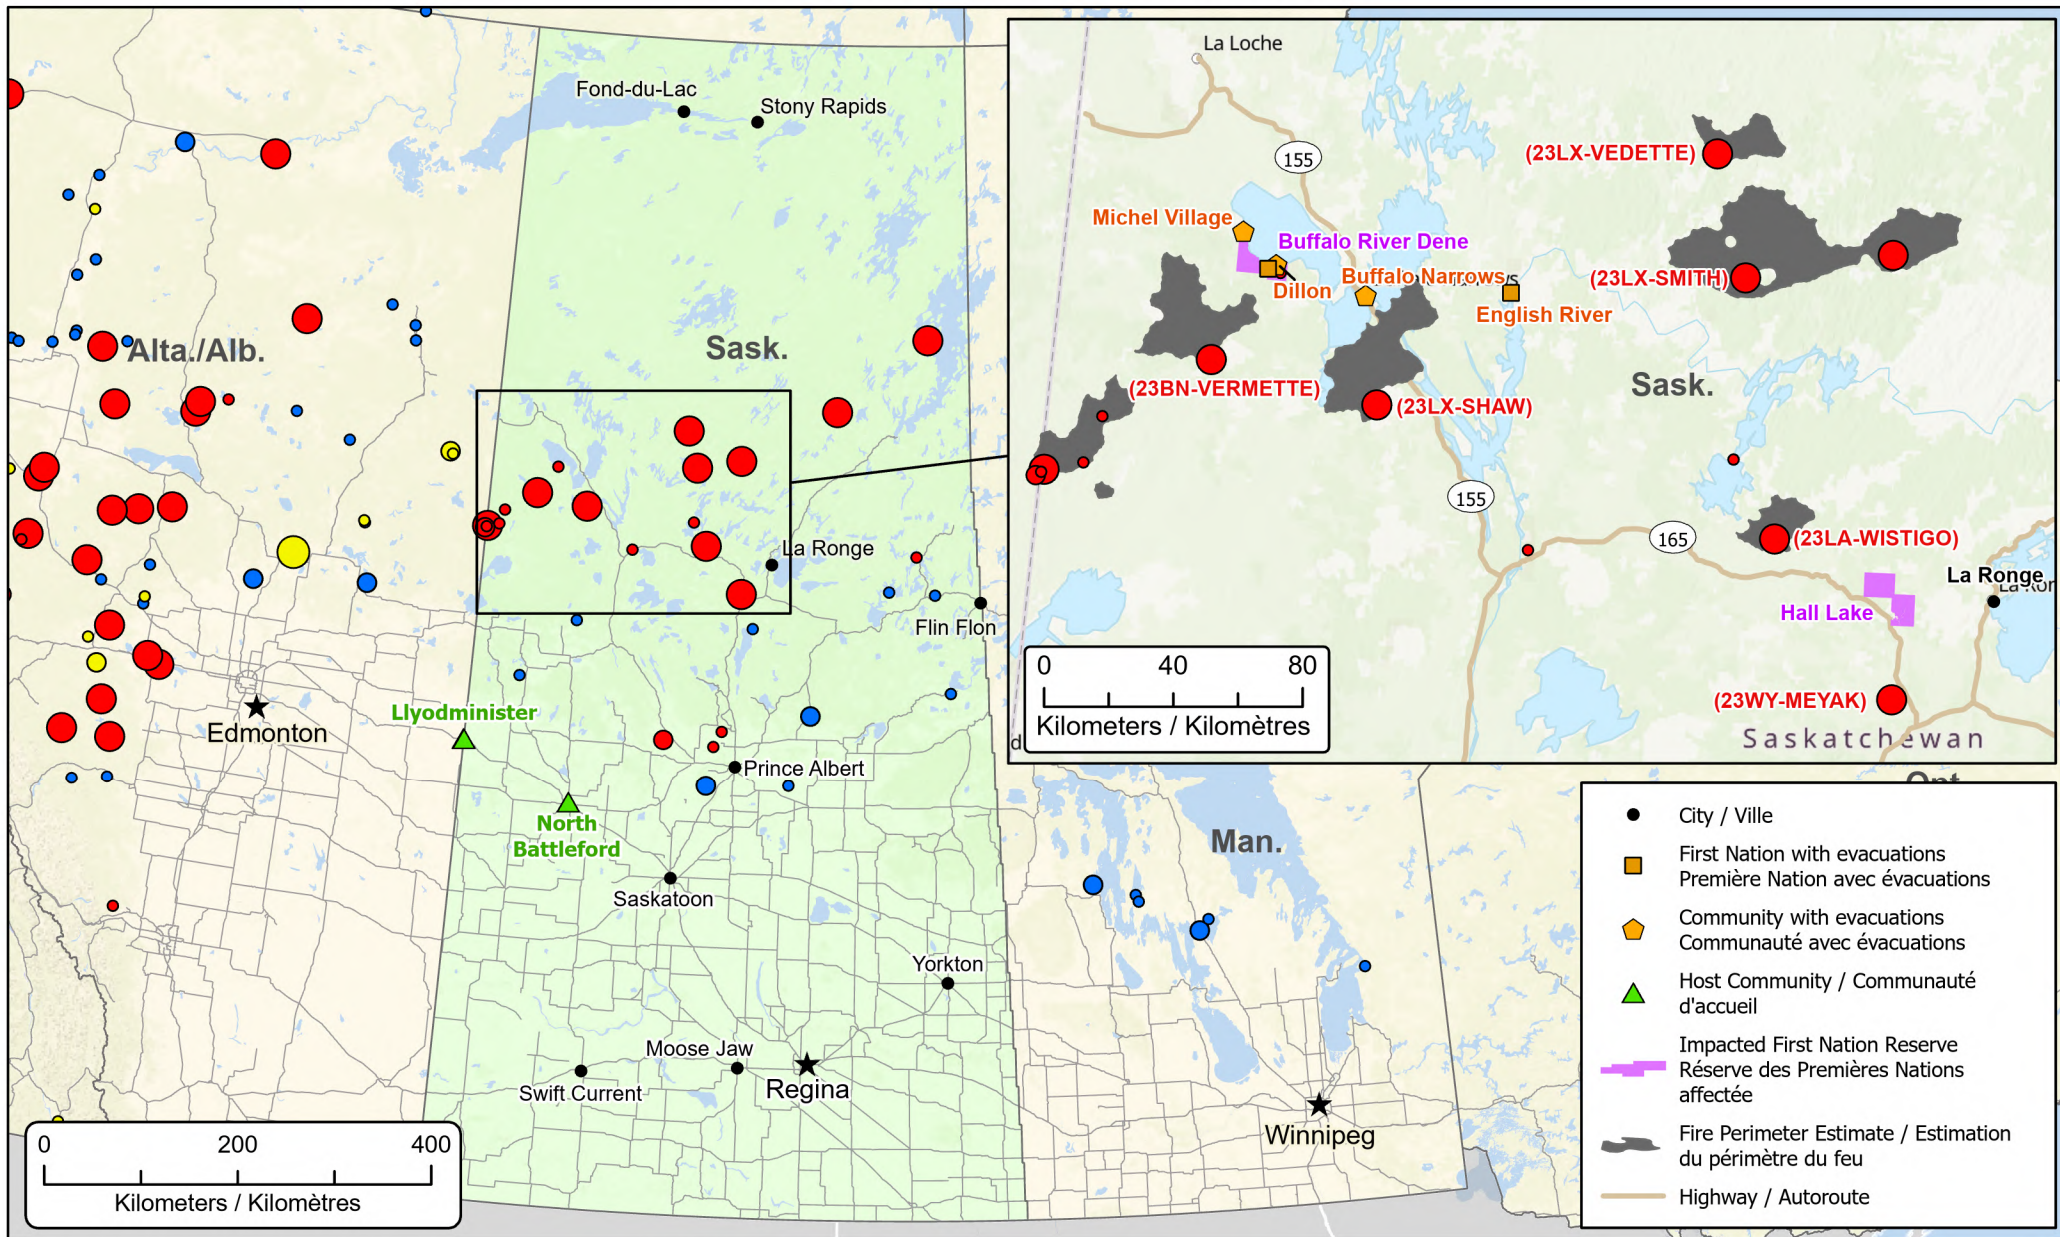 Fond-du-Lac
Stony Rapids
Alta./Alb.
Sask.
La Ronge
Flin Flon
Edmonton
Llyodminister
Prince Albert
North
Battleford
Saskatoon
Yorkton
Moose Jaw
Regina
Swift Current
Man.
Winnipeg
Ont.
0 200 400
Kilometers / Kilomètres
La Loche
155
(23LX-VEDETTE)
Michel Village
Buffalo River Dene
Buffalo Narrows
Dillon
(23LX-SMITH)
English River
(23BN-VERMETTE)
Sask.
(23LX-SHAW)
155
165
(23LA-WISTIGO)
La Ronge
Hall Lake
(23WY-MEYAK)
Saskatchewan
0 40 80
Kilometers / Kilomètres
City / Ville
First Nation with evacuations
Première Nation avec évacuations
Community with evacuations
Communauté avec évacuations
Host Community / Communauté
d'accueil
Impacted First Nation Reserve
Réserve des Premières Nations
affectée
Fire Perimeter Estimate / Estimation
du périmètre du feu
Highway / Autoroute